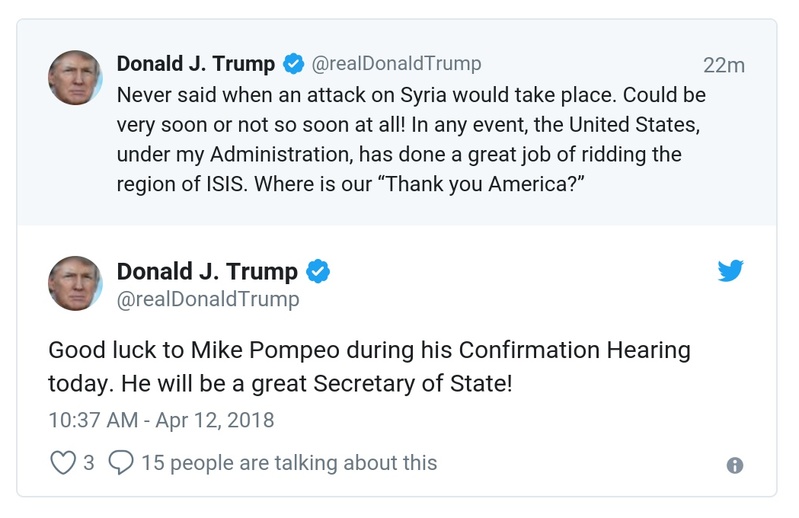 Donald J. Trump @realDonaldTrump 22m
Never said when an attack on Syria would take place. Could be
very soon or not so soon at all! In any event, the United States,
under my Administration, has done a great job of ridding the
region of ISIS. Where is our “Thank you America?”
Donald J. Trump
@realDonaldTrump
Good luck to Mike Pompeo during his Confirmation Hearing
today. He will be a great Secretary of State!
10:37 AM - Apr 12, 2018
3 15 people are talking about this